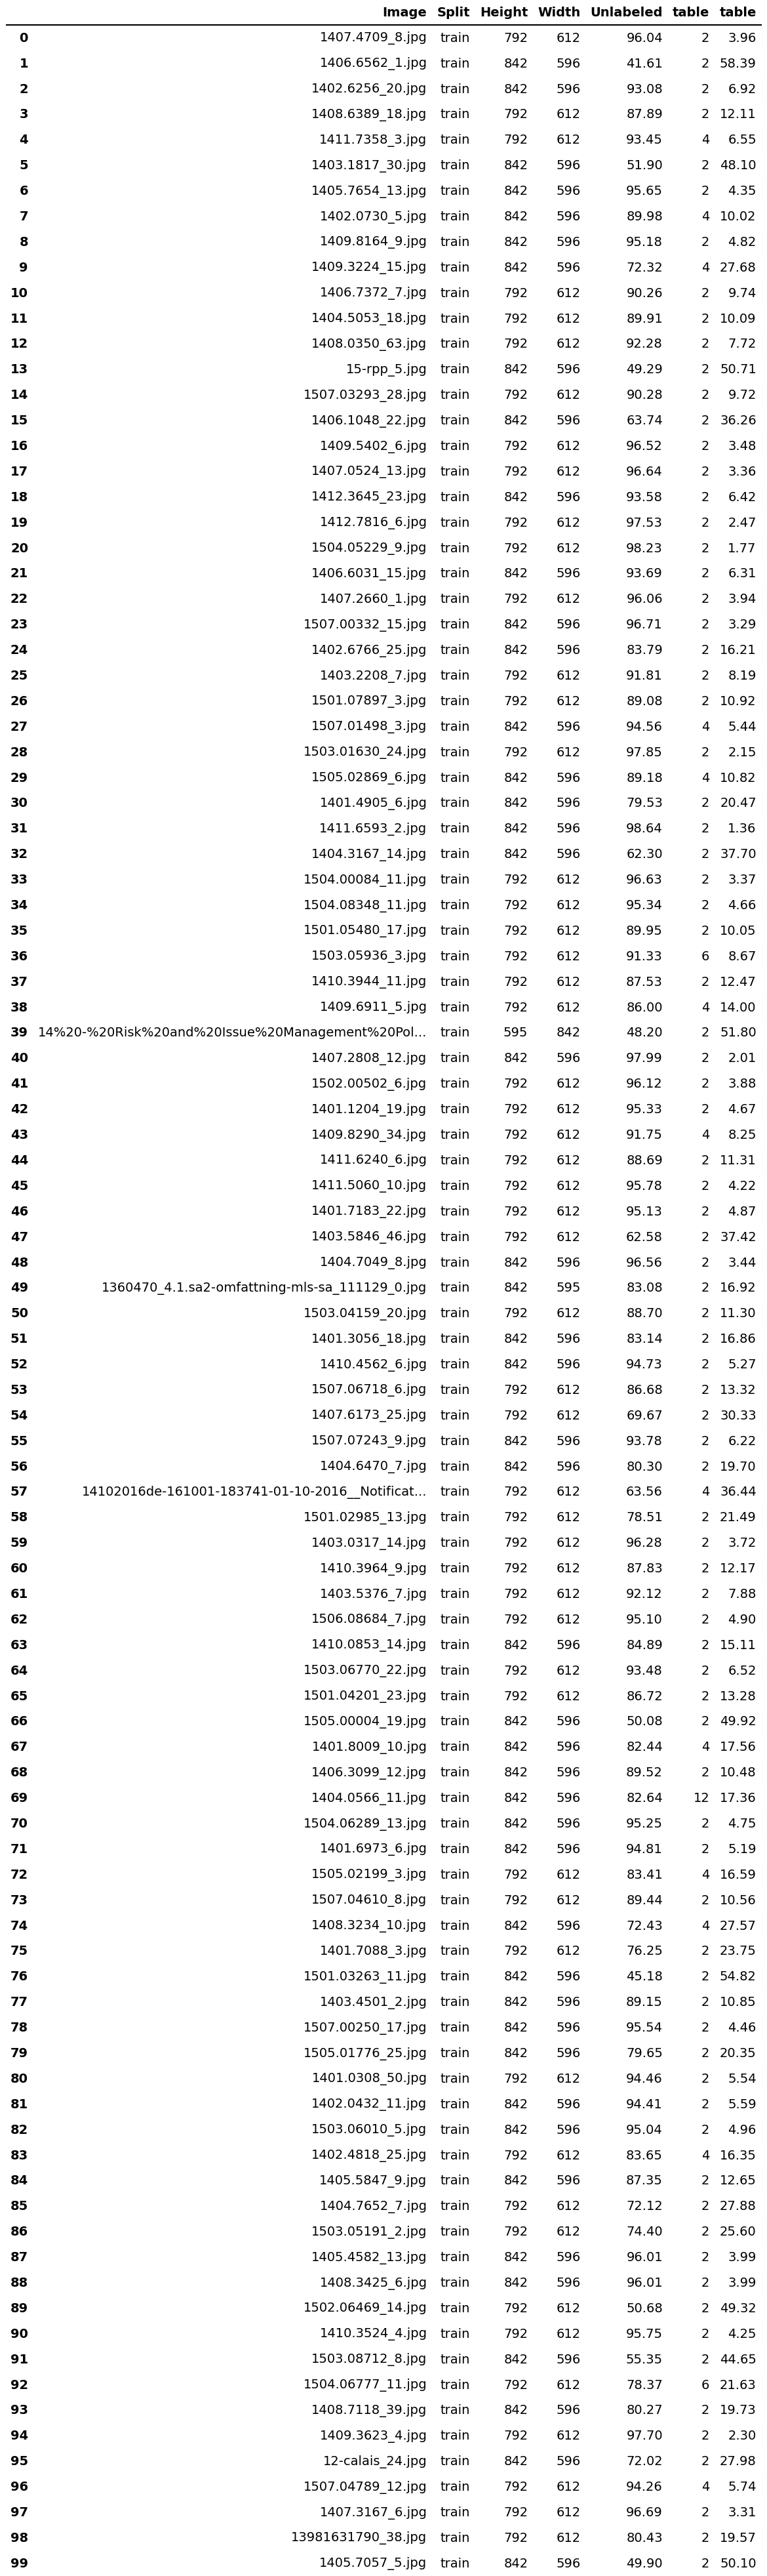 Image Split Height Width Unlabeled table table
0 1407.4709_8.jpg train 792 612 96.04 2 3.96
1 1406.6562_1.jpg train 842 596 41.61 2 58.39
2 1402.6256_20.jpg train 842 596 93.08 2 6.92
3 1408.6389_18.jpg train 792 612 87.89 2 12.11
4 1411.7358_3.jpg train 792 612 93.45 4 6.55
5 1403.1817_30.jpg train 842 596 51.90 2 48.10
6 1405.7654_13.jpg train 842 596 95.65 2 4.35
7 1402.0730_5.jpg train 842 596 89.98 4 10.02
8 1409.8164_9.jpg train 842 596 95.18 2 4.82
9 1409.3224_15.jpg train 842 596 72.32 4 27.68
10 1406.7372_7.jpg train 792 612 90.26 2 9.74
11 1404.5053_18.jpg train 792 612 89.91 2 10.09
12 1408.0350_63.jpg train 792 612 92.28 2 7.72
13 15-rpp_5.jpg train 842 596 49.29 2 50.71
14 1507.03293_28.jpg train 792 612 90.28 2 9.72
15 1406.1048_22.jpg train 842 596 63.74 2 36.26
16 1409.5402_6.jpg train 792 612 96.52 2 3.48
17 1407.0524_13.jpg train 792 612 96.64 2 3.36
18 1412.3645_23.jpg train 842 596 93.58 2 6.42
19 1412.7816_6.jpg train 792 612 97.53 2 2.47
20 1504.05229_9.jpg train 792 612 98.23 2 1.77
21 1406.6031_15.jpg train 842 596 93.69 2 6.31
22 1407.2660_1.jpg train 792 612 96.06 2 3.94
23 1507.00332_15.jpg train 842 596 96.71 2 3.29
24 1402.6766_25.jpg train 842 596 83.79 2 16.21
25 1403.2208_7.jpg train 792 612 91.81 2 8.19
26 1501.07897_3.jpg train 792 612 89.08 2 10.92
27 1507.01498_3.jpg train 842 596 94.56 4 5.44
28 1503.01630_24.jpg train 792 612 97.85 2 2.15
29 1505.02869_6.jpg train 842 596 89.18 4 10.82
30 1401.4905_6.jpg train 842 596 79.53 2 20.47
31 1411.6593_2.jpg train 842 596 98.64 2 1.36
32 1404.3167_14.jpg train 842 596 62.30 2 37.70
33 1504.00084_11.jpg train 792 612 96.63 2 3.37
34 1504.08348_11.jpg train 792 612 95.34 2 4.66
35 1501.05480_17.jpg train 792 612 89.95 2 10.05
36 1503.05936_3.jpg train 792 612 91.33 6 8.67
37 1410.3944_11.jpg train 792 612 87.53 2 12.47
38 1409.6911_5.jpg train 792 612 86.00 4 14.00
39 14%20-%20Risk%20and%20Issue%20Management%20Pol... train 595 842 48.20 2 51.80
40 1407.2808_12.jpg train 842 596 97.99 2 2.01
41 1502.00502_6.jpg train 792 612 96.12 2 3.88
42 1401.1204_19.jpg train 792 612 95.33 2 4.67
43 1409.8290_34.jpg train 792 612 91.75 4 8.25
44 1411.6240_6.jpg train 792 612 88.69 2 11.31
45 1411.5060_10.jpg train 792 612 95.78 2 4.22
46 1401.7183_22.jpg train 792 612 95.13 2 4.87
47 1403.5846_46.jpg train 792 612 62.58 2 37.42
48 1404.7049_8.jpg train 842 596 96.56 2 3.44
49 1360470_4.1.sa2-omfattning-mls-sa_111129_0.jpg train 842 595 83.08 2 16.92
50 1503.04159_20.jpg train 792 612 88.70 2 11.30
51 1401.3056_18.jpg train 842 596 83.14 2 16.86
52 1410.4562_6.jpg train 842 596 94.73 2 5.27
53 1507.06718_6.jpg train 792 612 86.68 2 13.32
54 1407.6173_25.jpg train 792 612 69.67 2 30.33
55 1507.07243_9.jpg train 842 596 93.78 2 6.22
56 1404.6470_7.jpg train 842 596 80.30 2 19.70
57 14102016de-161001-183741-01-10-2016__Notificat... train 792 612 63.56 4 36.44
58 1501.02985_13.jpg train 792 612 78.51 2 21.49
59 1403.0317_14.jpg train 792 612 96.28 2 3.72
60 1410.3964_9.jpg train 792 612 87.83 2 12.17
61 1403.5376_7.jpg train 792 612 92.12 2 7.88
62 1506.08684_7.jpg train 792 612 95.10 2 4.90
63 1410.0853_14.jpg train 842 596 84.89 2 15.11
64 1503.06770_22.jpg train 792 612 93.48 2 6.52
65 1501.04201_23.jpg train 792 612 86.72 2 13.28
66 1505.00004_19.jpg train 842 596 50.08 2 49.92
67 1401.8009_10.jpg train 842 596 82.44 4 17.56
68 1406.3099_12.jpg train 842 596 89.52 2 10.48
69 1404.0566_11.jpg train 842 596 82.64 12 17.36
70 1504.06289_13.jpg train 842 596 95.25 2 4.75
71 1401.6973_6.jpg train 842 596 94.81 2 5.19
72 1505.02199_3.jpg train 792 612 83.41 4 16.59
73 1507.04610_8.jpg train 792 612 89.44 2 10.56
74 1408.3234_10.jpg train 842 596 72.43 4 27.57
75 1401.7088_3.jpg train 792 612 76.25 2 23.75
76 1501.03263_11.jpg train 842 596 45.18 2 54.82
77 1403.4501_2.jpg train 842 596 89.15 2 10.85
78 1507.00250_17.jpg train 842 596 95.54 2 4.46
79 1505.01776_25.jpg train 842 596 79.65 2 20.35
80 1401.0308_50.jpg train 792 612 94.46 2 5.54
81 1402.0432_11.jpg train 842 596 94.41 2 5.59
82 1503.06010_5.jpg train 842 596 95.04 2 4.96
83 1402.4818_25.jpg train 792 612 83.65 4 16.35
84 1405.5847_9.jpg train 842 596 87.35 2 12.65
85 1404.7652_7.jpg train 792 612 72.12 2 27.88
86 1503.05191_2.jpg train 792 612 74.40 2 25.60
87 1405.4582_13.jpg train 842 596 96.01 2 3.99
88 1408.3425_6.jpg train 842 596 96.01 2 3.99
89 1502.06469_14.jpg train 792 612 50.68 2 49.32
90 1410.3524_4.jpg train 792 612 95.75 2 4.25
91 1503.08712_8.jpg train 842 596 55.35 2 44.65
92 1504.06777_11.jpg train 792 612 78.37 6 21.63
93 1408.7118_39.jpg train 842 596 80.27 2 19.73
94 1409.3623_4.jpg train 792 612 97.70 2 2.30
95 12-calais_24.jpg train 842 596 72.02 2 27.98
96 1507.04789_12.jpg train 792 612 94.26 4 5.74
97 1407.3167_6.jpg train 792 612 96.69 2 3.31
98 13981631790_38.jpg train 792 612 80.43 2 19.57
99 1405.7057_5.jpg train 842 596 49.90 2 50.10